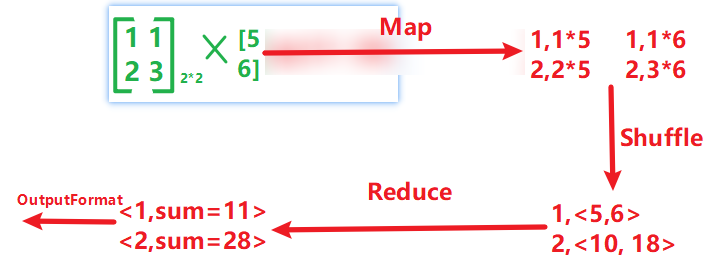 [1 1
2 3] 2*2 × [5
6]
Map
1,1*5 1,1*6
2,2*5 2,3*6
Shuffle
1,<5,6>
2,<10, 18>
Reduce
<1,sum=11>
<2,sum=28>
OutputFormat